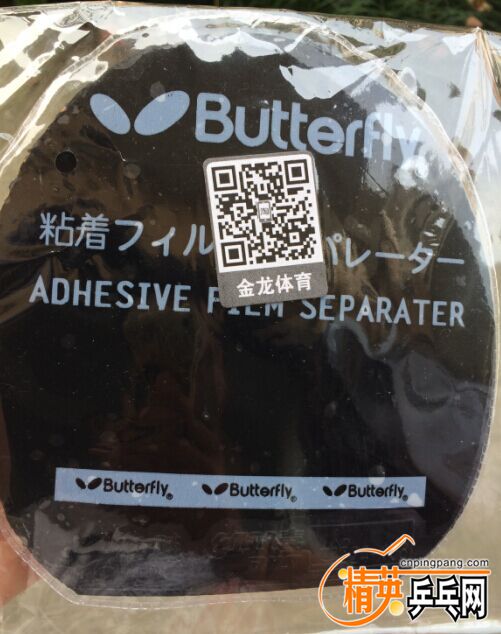 Butterfly
粘着フィル パレーター
ADHESIVE FILM SEPARATER
金龙体育
Butterfly Butterfly Butterfly
cnpingpang.com
精英乒乓网